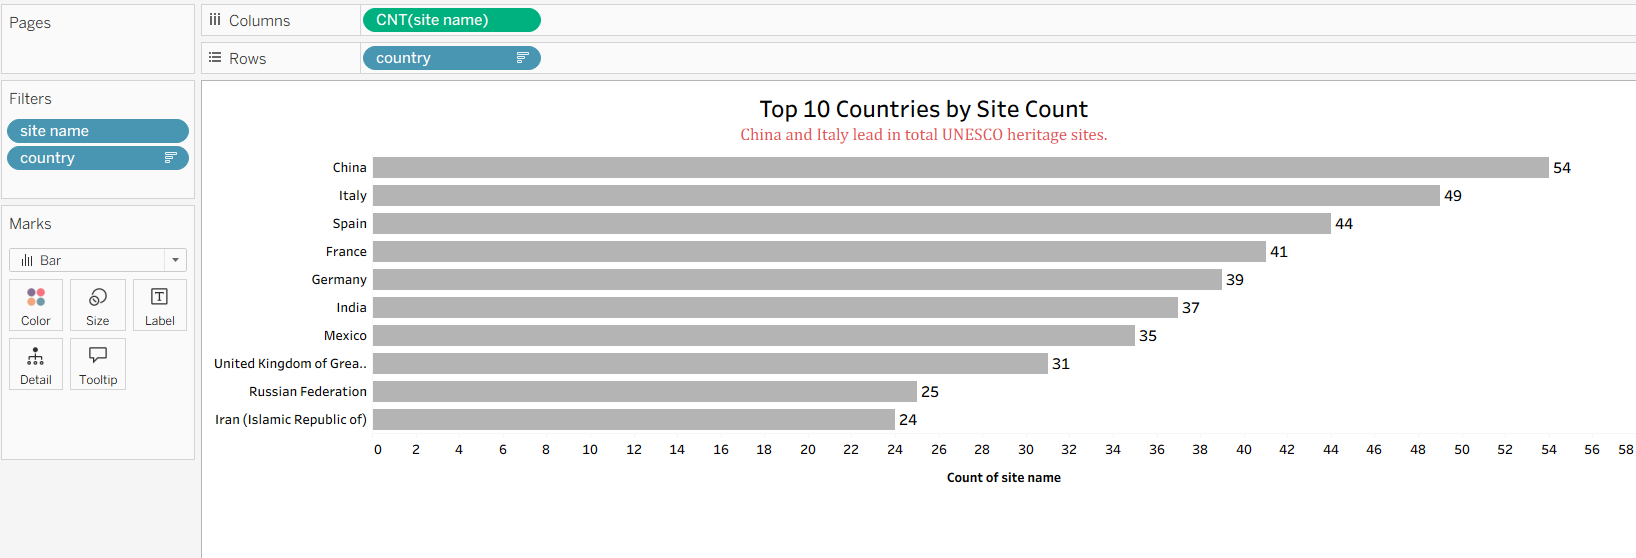 Pages
Columns
CNT(site name)
Rows
country
Filters
site name
country
Marks
Bar
Color
Size
Label
Detail
Tooltip
Top 10 Countries by Site Count
China and Italy lead in total UNESCO heritage sites.
China 54
Italy 49
Spain 44
France 41
Germany 39
India 37
Mexico 35
United Kingdom of Grea.. 31
Russian Federation 25
Iran (Islamic Republic of) 24
0 2 4 6 8 10 12 14 16 18 20 22 24 26 28 30 32 34 36 38 40 42 44 46 48 50 52 54 56 58
Count of site name